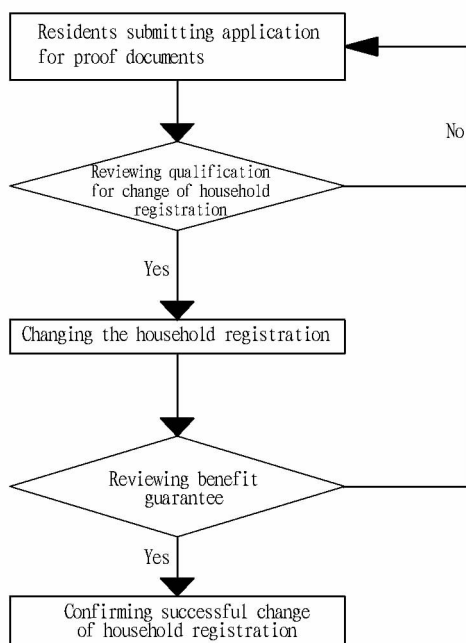 Residents submitting application
for proof documents
No
Reviewing qualification
for change of household
registration
Yes
Changing the household registration
Reviewing benefit
guarantee
Yes
Confirming successful change
of household registration